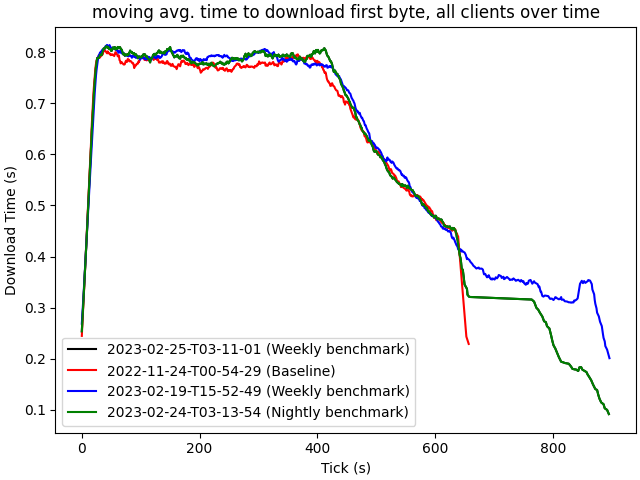 moving avg. time to download first byte, all clients over time
Download Time (s)
0.8
0.7
0.6
0.5
0.4
0.3
0.2
0.1
2023-02-25-T03-11-01 (Weekly benchmark)
2022-11-24-T00-54-29 (Baseline)
2023-02-19-T15-52-49 (Weekly benchmark)
2023-02-24-T03-13-54 (Nightly benchmark)
0 200 400 600 800
Tick (s)